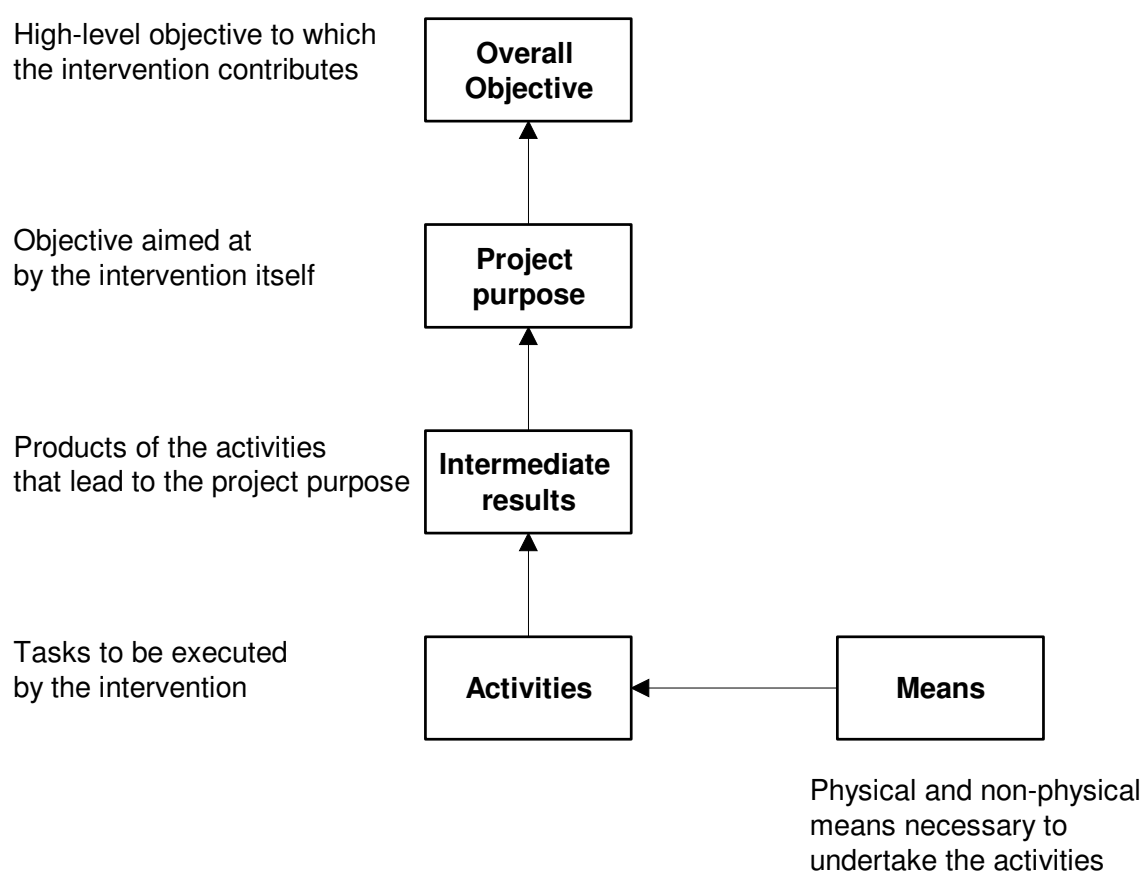 High-level objective to which
the intervention contributes
Overall
Objective
Objective aimed at
by the intervention itself
Project
purpose
Products of the activities
that lead to the project purpose
Intermediate
results
Tasks to be executed
by the intervention
Activities
Means
Physical and non-physical
means necessary to
undertake the activities